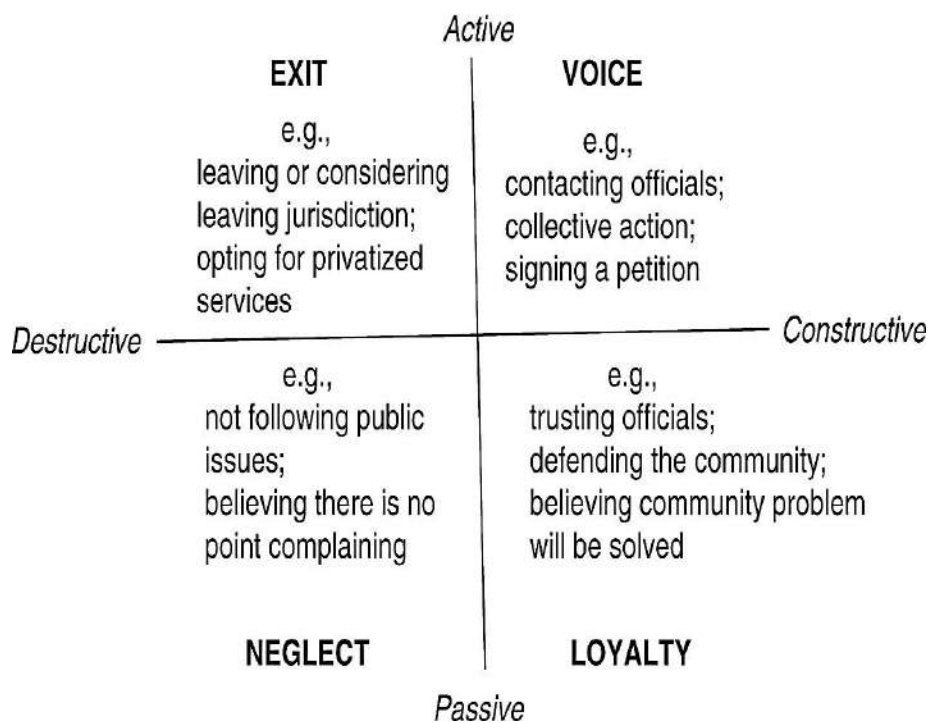 Active
EXIT
e.g.,
leaving or considering
leaving jurisdiction;
opting for privatized
services
VOICE
e.g.,
contacting officials;
collective action;
signing a petition
Destructive
Constructive
e.g.,
not following public
issues;
believing there is no
point complaining
NEGLECT
e.g.,
trusting officials;
defending the community;
believing community problem
will be solved
LOYALTY
Passive